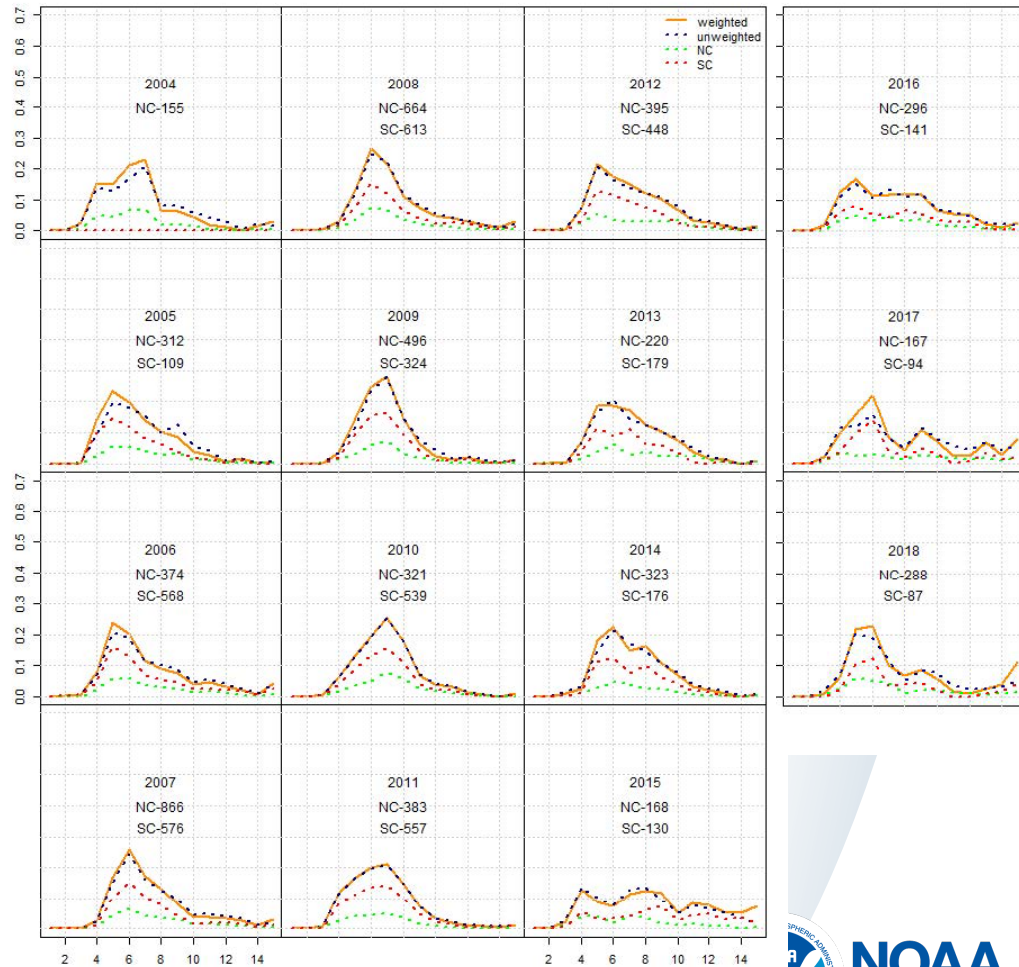 0.7
0.6
0.5
0.4
0.3
0.2
0.1
0.0
2004
NC-155
2008
NC-664
SC-613
weighted
unweighted
NC
SC
2012
NC-395
SC-448
2016
NC-296
SC-141
2005
NC-312
SC-109
2009
NC-496
SC-324
2013
NC-220
SC-179
2017
NC-167
SC-94
0.7
0.6
0.5
0.4
0.3
0.2
0.1
0.0
2006
NC-374
SC-568
2010
NC-321
SC-539
2014
NC-323
SC-176
2018
NC-288
SC-87
2007
NC-866
SC-576
2011
NC-383
SC-557
2015
NC-168
SC-130
2 4 6 8 10 12 14
2 4 6 8 10 12 14
NOAA